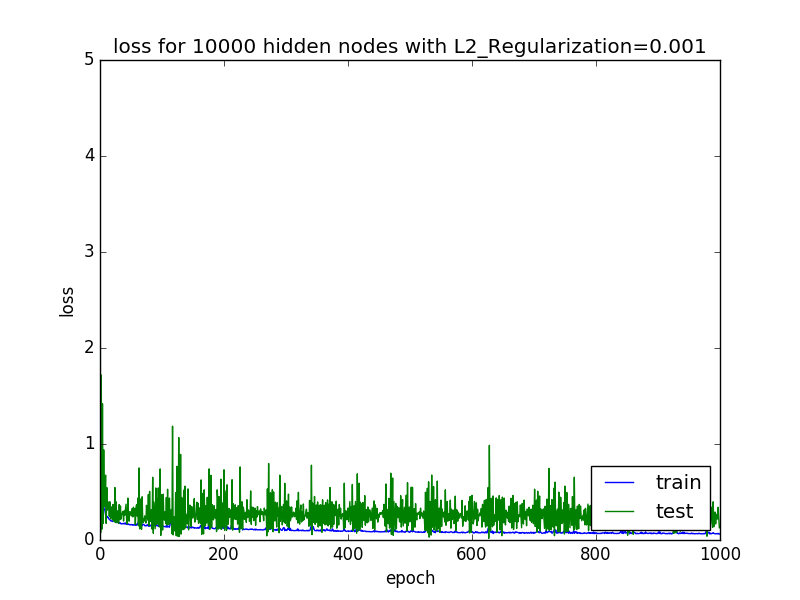 loss for 10000 hidden nodes with L2_Regularization=0.001
5
4
3
2
1
0
loss
train
test
0 200 400 600 800 1000
epoch